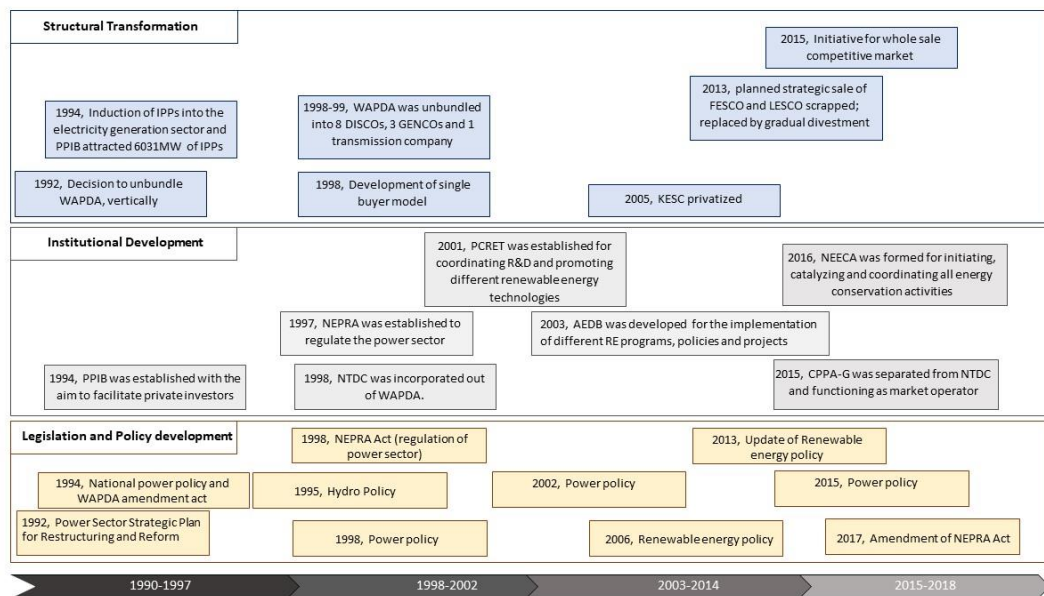 Structural Transformation
2015, Initiative for whole sale
competitive market
1994, Induction of IPPs into the
electricity generation sector and
PPIB attracted 6031MW of IPPs
1998-99, WAPDA was unbundled
into 8 DISCOS, 3 GENCOS and 1
transmission company
2013, planned strategic sale of
FESCO and LESCO scrapped;
replaced by gradual divestment
1992, Decision to unbundle
WAPDA, vertically
1998, Development of single
buyer model
2005, KESC privatized
Institutional Development
2001, PCRET was established for
coordinating R&D and promoting
different renewable energy
technologies
2016, NEECA was formed for initiating,
catalyzing and coordinating all energy
conservation activities
1997, NEPRA was established to
regulate the power sector
2003, AEDB was developed for the implementation
of different RE programs, policies and projects
1994, PPIB was established with the
aim to facilitate private investors
1998, NTDC was incorporated out
of WAPDA.
2015, CPPA-G was separated from NTDC
and functioning as market operator
Legislation and Policy development
1998, NEPRA Act (regulation of
power sector)
2013, Update of Renewable
energy policy
1994, National power policy and
WAPDA amendment act
1995, Hydro Policy
2002, Power policy
2015, Power policy
1992, Power Sector Strategic Plan
for Restructuring and Reform
1998, Power policy
2006, Renewable energy policy
2017, Amendment of NEPRA Act
1990-1997
1998-2002
2003-2014
2015-2018